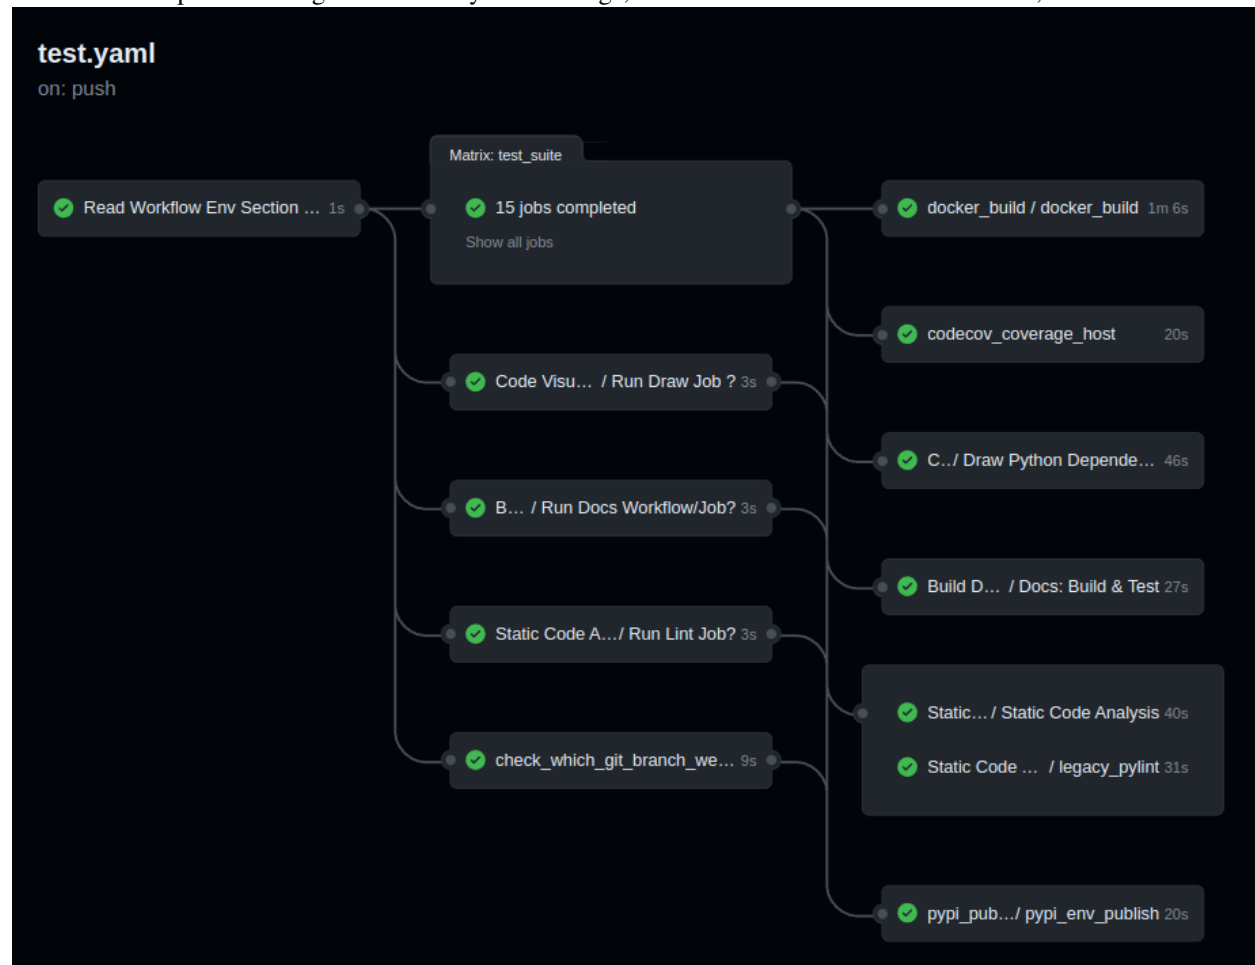 test.yaml
on: push
Matrix: test_suite
Read Workflow Env Section ... 1s
15 jobs completed
Show all jobs
docker_build / docker_build 1m 6s
codecov_coverage_host 20s
Code Visu... / Run Draw Job ? 3s
C../ Draw Python Depende... 46s
B... / Run Docs Workflow/Job? 3s
Build D... / Docs: Build & Test 27s
Static Code A.../ Run Lint Job? 3s
Static... / Static Code Analysis 40s
Static Code ... / legacy_pylint 31s
check_which_git_branch_we... 9s
pypi_pub.../ pypi_env_publish 20s